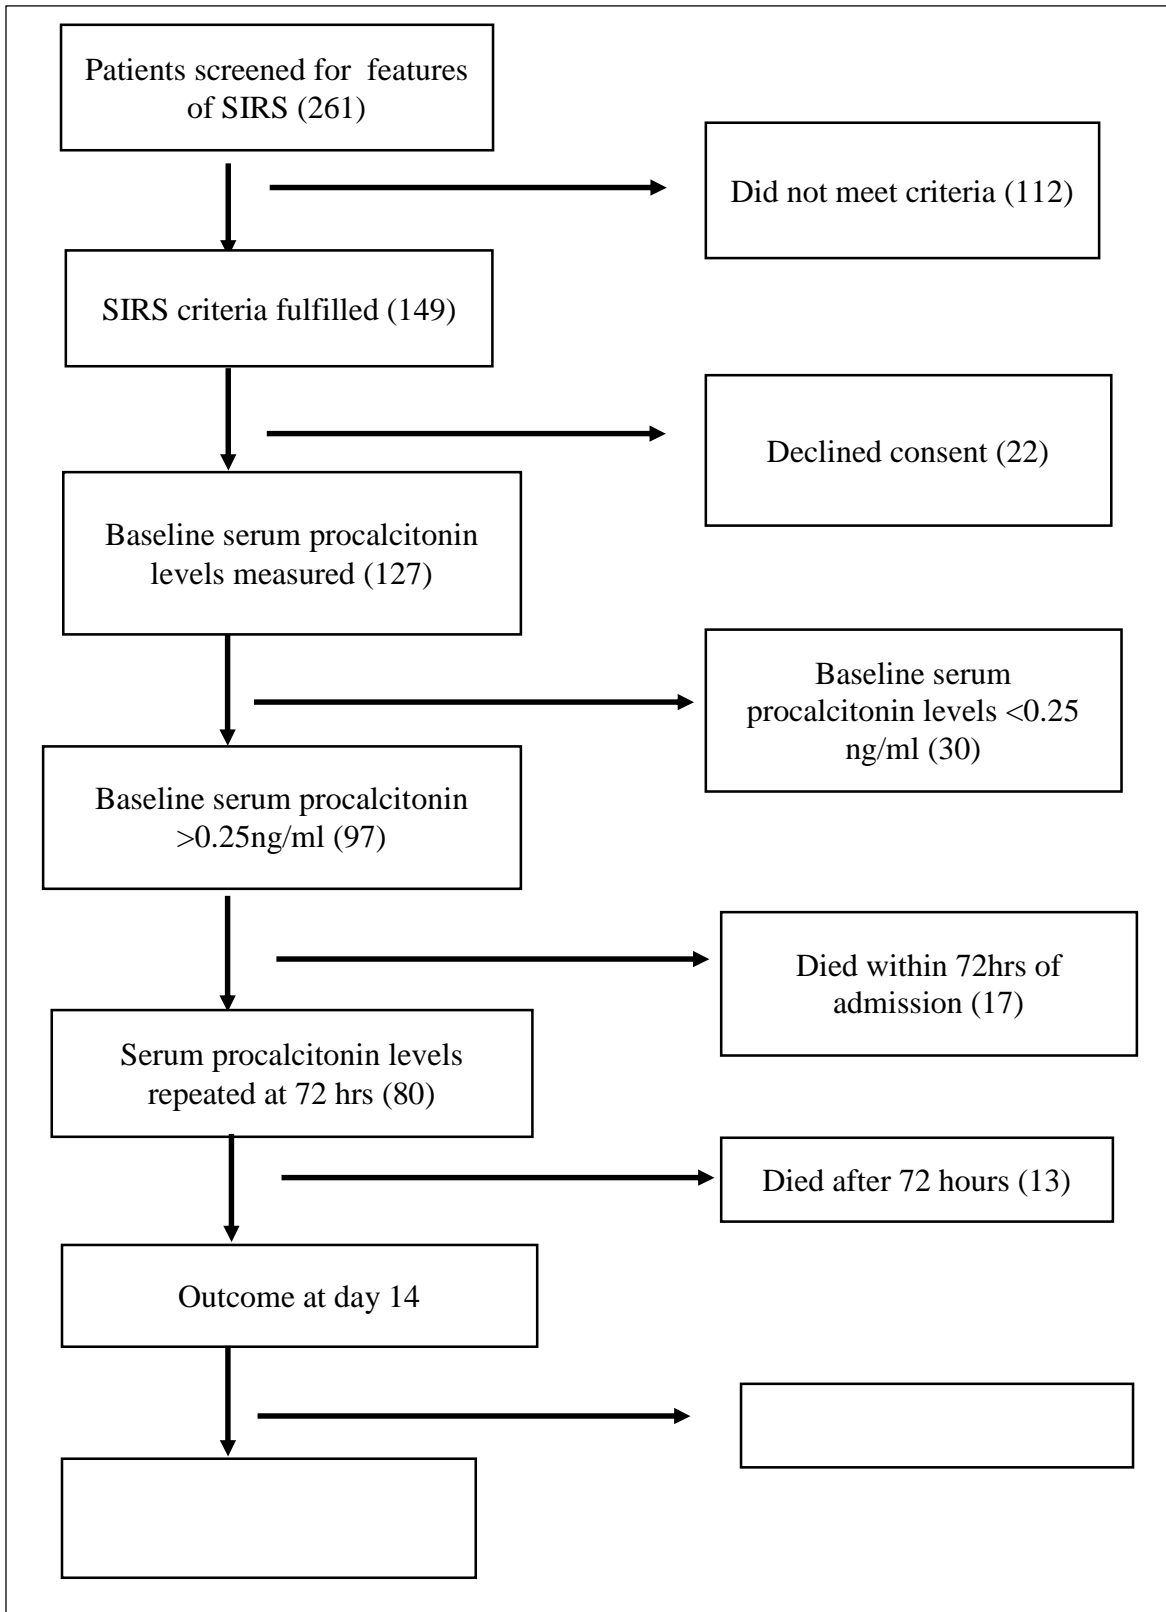 Patients screened for features
of SIRS (261)
Did not meet criteria (112)
SIRS criteria fulfilled (149)
Declined consent (22)
Baseline serum procalcitonin
levels measured (127)
Baseline serum
procalcitonin levels <0.25
ng/ml (30)
Baseline serum procalcitonin
>0.25ng/ml (97)
Died within 72hrs of
admission (17)
Serum procalcitonin levels
repeated at 72 hrs (80)
Died after 72 hours (13)
Outcome at day 14